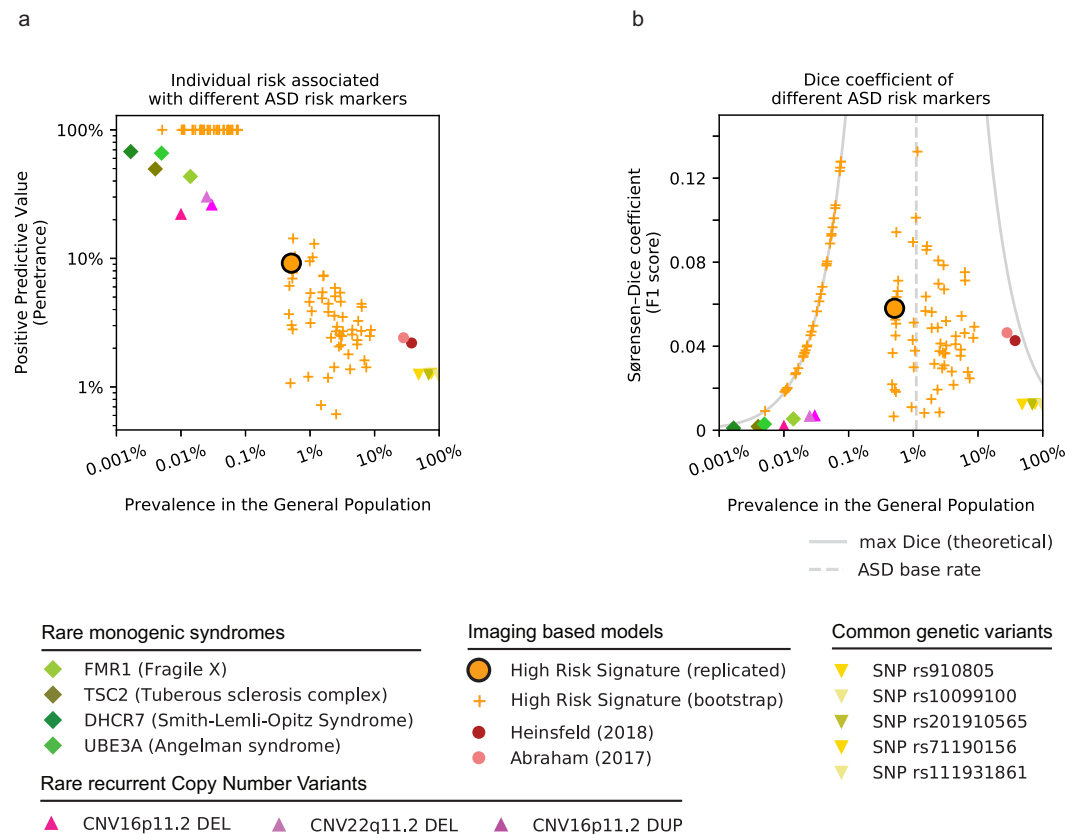 a
b
Individual risk associated
with different ASD risk markers
Positive Predictive Value
(Penetrance)
100%
10%
1%
0.001%
0.01%
0.1%
1%
10%
100%
Prevalence in the General Population
Dice coefficient of
different ASD risk markers
Sørensen–Dice coefficient
(F1 score)
0.12
0.08
0.04
0
0.001%
0.01%
0.1%
1%
10%
100%
Prevalence in the General Population
max Dice (theoretical)
ASD base rate
Rare monogenic syndromes
FMR1 (Fragile X)
TSC2 (Tuberous sclerosis complex)
DHCR7 (Smith-Lemli-Opitz Syndrome)
UBE3A (Angelman syndrome)
Imaging based models
High Risk Signature (replicated)
High Risk Signature (bootstrap)
Heinsfeld (2018)
Abraham (2017)
Common genetic variants
SNP rs910805
SNP rs10099100
SNP rs201910565
SNP rs71190156
SNP rs111931861
Rare recurrent Copy Number Variants
CNV16p11.2 DEL
CNV22q11.2 DEL
CNV16p11.2 DUP